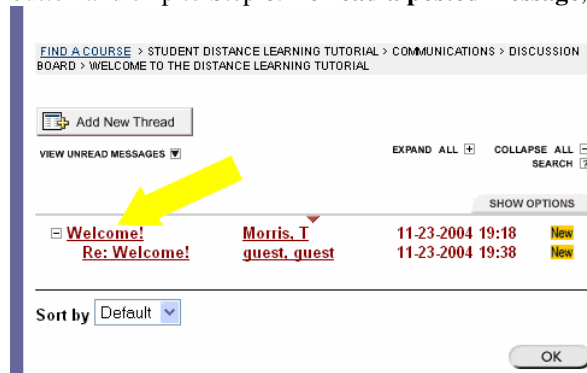 FIND A COURSE > STUDENT DISTANCE LEARNING TUTORIAL > COMMUNICATIONS > DISCUSSION
BOARD > WELCOME TO THE DISTANCE LEARNING TUTORIAL
Add New Thread
VIEW UNREAD MESSAGES
EXPAND ALL COLLAPSE ALL
SEARCH
SHOW OPTIONS
Welcome! Morris, T 11-23-2004 19:18 New
Re: Welcome! guest, guest 11-23-2004 19:38 New
Sort by Default
OK